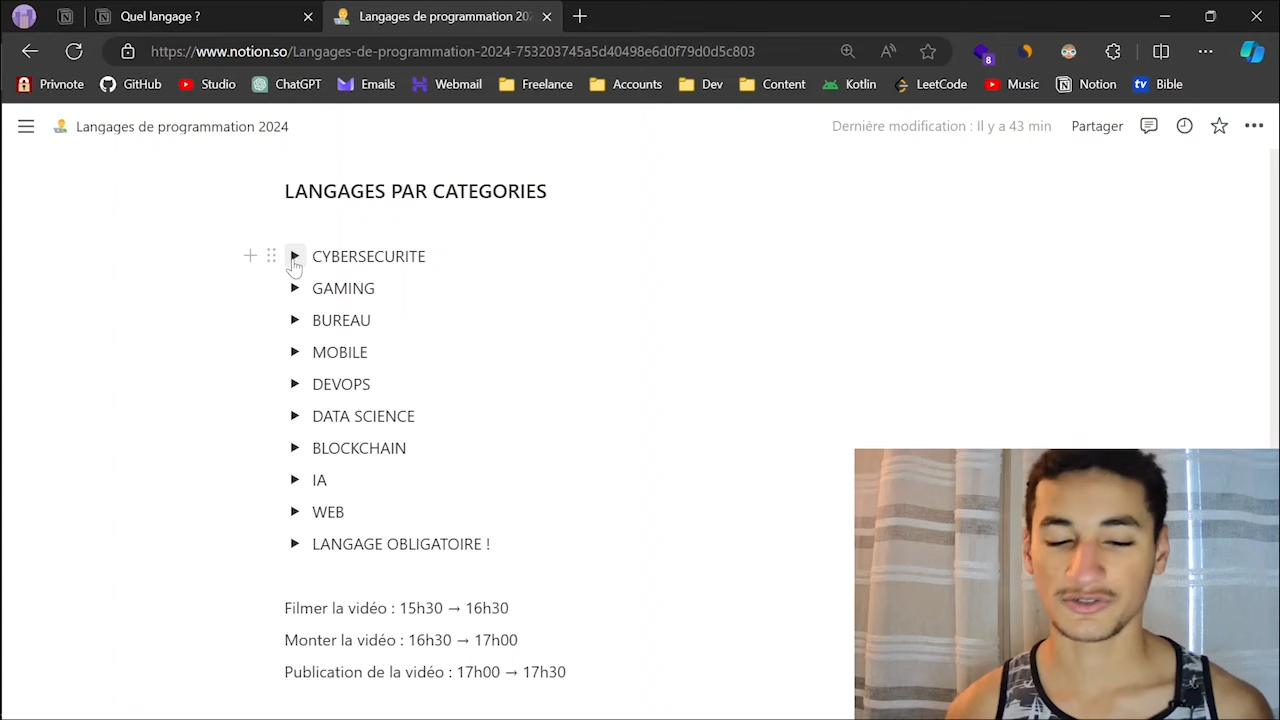 Quel langage ?
Langages de programmation 202
https://www.notion.so/Langages-de-programmation-2024-753203745a5d40498e6d0f79d0d5c803
8
Privnote GitHub Studio ChatGPT Emails Webmail Freelance Accounts Dev Content Kotlin LeetCode Music Notion tv Bible
Langages de programmation 2024
Dernière modification : Il y a 43 min Partager
LANGAGES PAR CATEGORIES
CYBERSECURITE
GAMING
BUREAU
MOBILE
DEVOPS
DATA SCIENCE
BLOCKCHAIN
IA
WEB
LANGAGE OBLIGATOIRE !
Filmer la vidéo : 15h30 → 16h30
Monter la vidéo : 16h30 → 17h00
Publication de la vidéo : 17h00 → 17h30